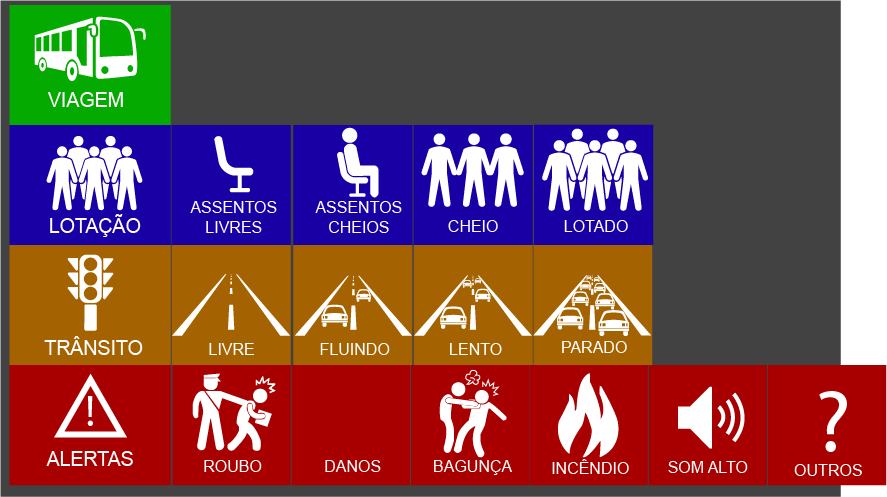 VIAGEM
LOTAÇÃO
ASSENTOS
LIVRES
ASSENTOS
CHEIOS
CHEIO
LOTADO
TRÂNSITO
LIVRE
FLUINDO
LENTO
PARADO
ALERTAS
ROUBO
DANOS
BAGUNÇA
INCÊNDIO
SOM ALTO
?
OUTROS